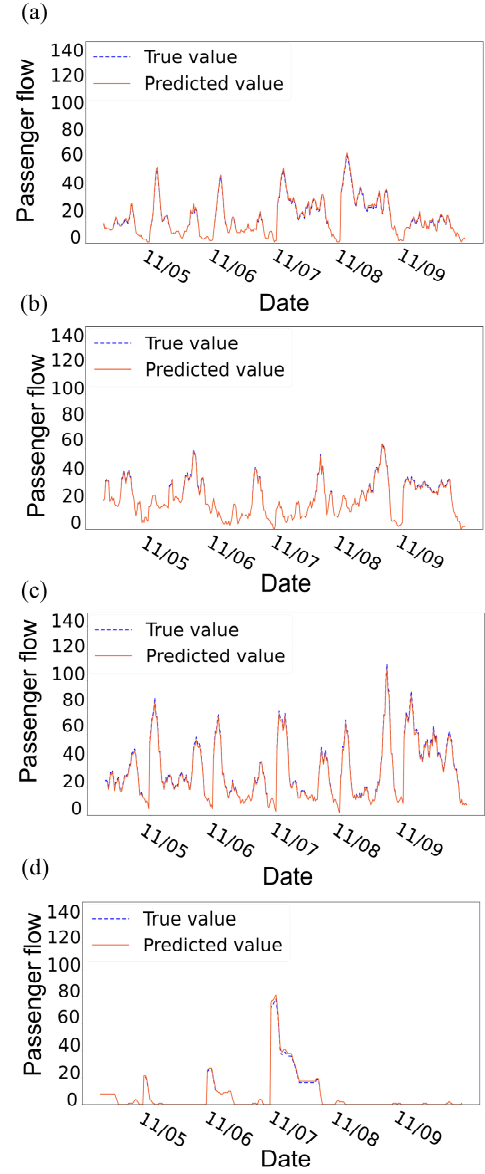 (a)
Passenger flow
140
120
100
80
60
40
20
0
True value
Predicted value
11/05
11/06
11/07
11/08
11/09
Date
(b)
Passenger flow
140
120
100
80
60
40
20
0
True value
Predicted value
11/05
11/06
11/07
11/08
11/09
Date
(c)
Passenger flow
140
120
100
80
60
40
20
0
True value
Predicted value
11/05
11/06
11/07
11/08
11/09
Date
(d)
Passenger flow
140
120
100
80
60
40
20
0
True value
Predicted value
11/05
11/06
11/07
11/08
11/09
Date